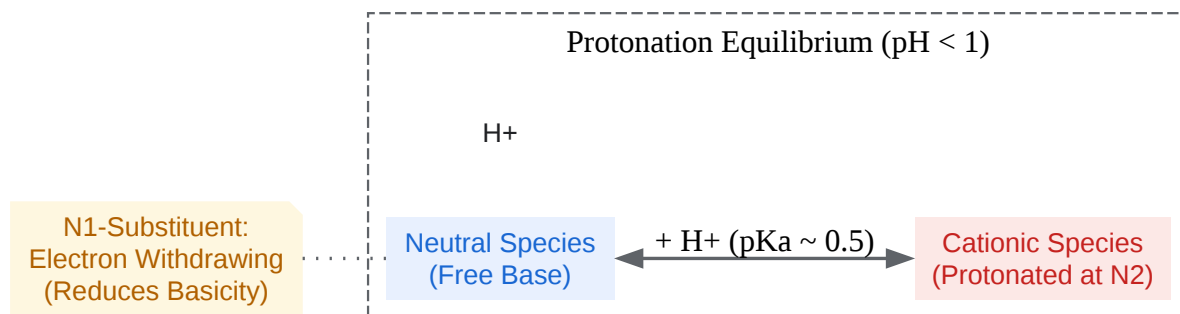 Protonation Equilibrium (pH < 1)
H+
N1-Substituent:
Electron Withdrawing
(Reduces Basicity)
Neutral Species
(Free Base)
+ H+ (pKa ~ 0.5)
Cationic Species
(Protonated at N2)